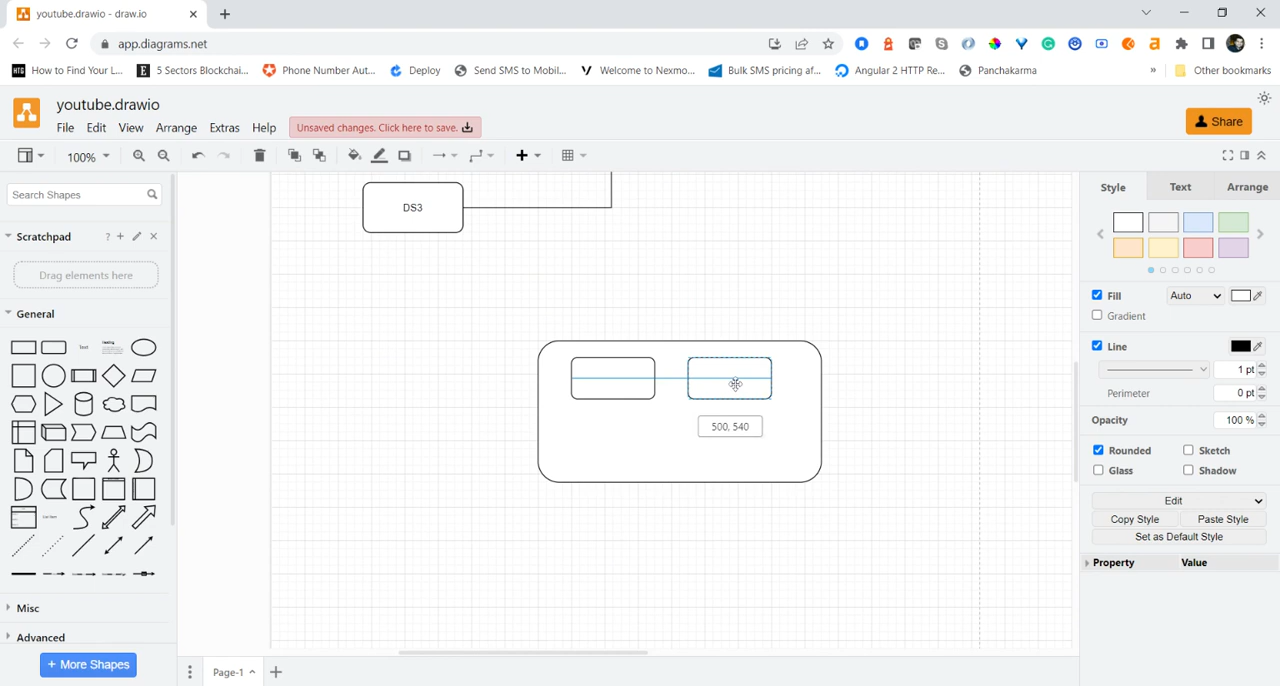 youtube.drawio - draw.io
app.diagrams.net
How to Find Your L... 5 Sectors Blockchai... Phone Number Aut... Deploy Send SMS to Mobil... Welcome to Nexmo... Bulk SMS pricing af... Angular 2 HTTP Re... Panchakarma » Other bookmarks
youtube.drawio
File Edit View Arrange Extras Help Unsaved changes. Click here to save. Share
100%
Search Shapes
Scratchpad ?
Drag elements here
General
Text Heading
List Item
Misc
Advanced
+ More Shapes
DS3
500, 540
Page-1
Style Text Arrange
Fill Auto
Gradient
Line
1 pt
Perimeter 0 pt
Opacity 100 %
Rounded Sketch
Glass Shadow
Edit
Copy Style Paste Style
Set as Default Style
Property Value